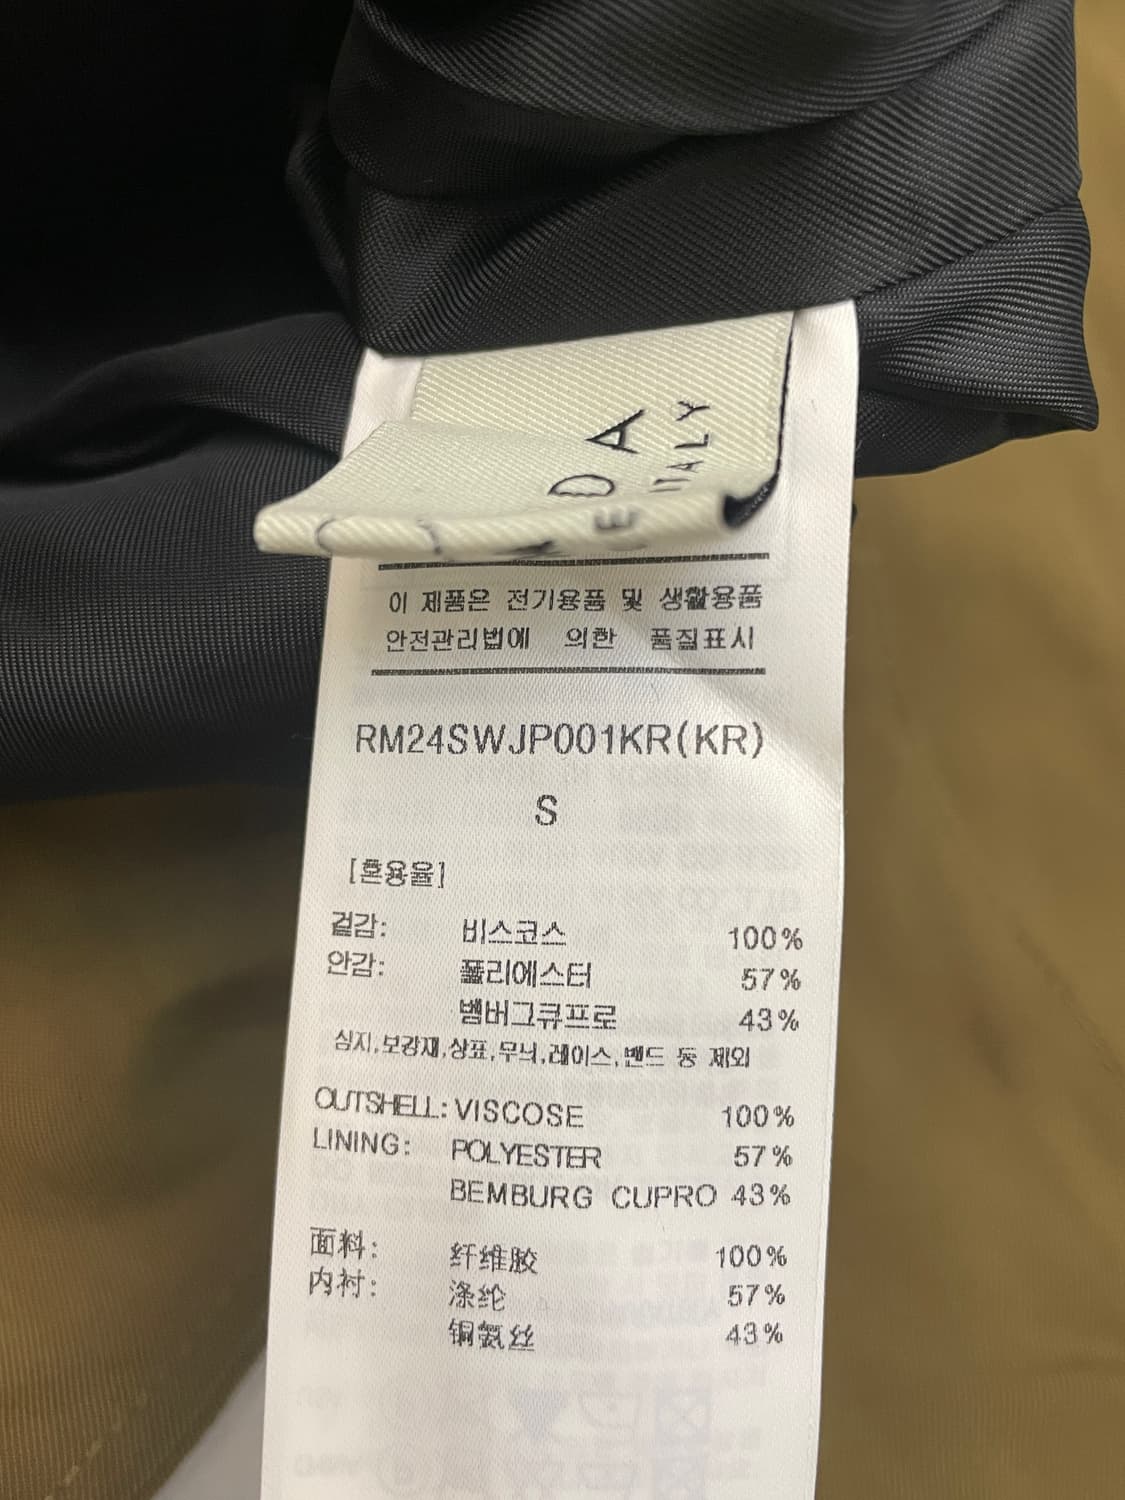 DA
ITALY
이 제품은 전기용품 및 생활용품
안전관리법에 의한 품질표시
RM24SWJP001KR(KR)
S
[혼용율]
겉감: 비스코스 100%
안감: 폴리에스터 57%
뱀버그큐프로 43%
심지,보강재,상표,무늬,레이스,밴드 등 제외
OUTSHELL: VISCOSE 100%
LINING: POLYESTER 57%
BEMBURG CUPRO 43%
面料: 纤维胶 100%
内衬: 涤纶 57%
铜氨丝 43%